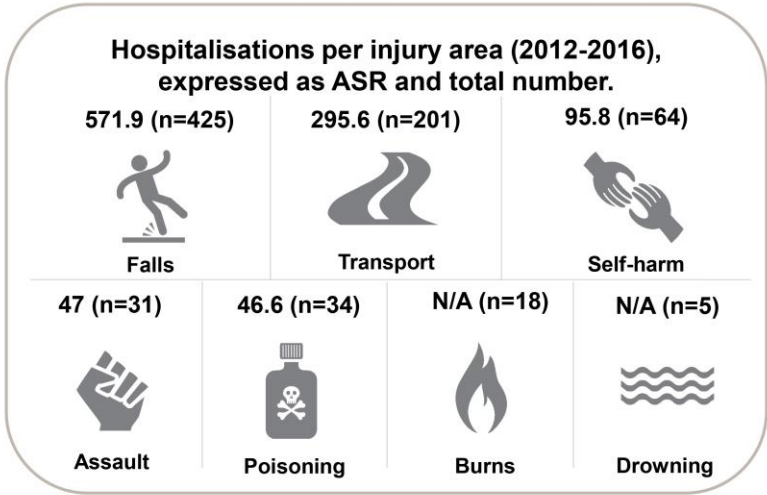 Hospitalisations per injury area (2012-2016),
expressed as ASR and total number.
571.9 (n=425)
295.6 (n=201)
95.8 (n=64)
Falls
Transport
Self-harm
47 (n=31)
46.6 (n=34)
N/A (n=18)
N/A (n=5)
Assault
Poisoning
Burns
Drowning